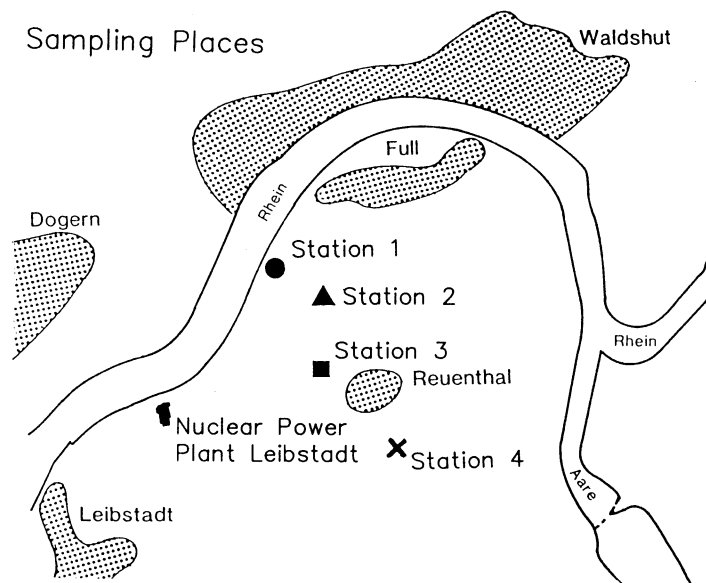 Sampling Places
Waldshut
Full
Rhein
Dogern
Station 1
Station 2
Station 3
Rhein
Reuenthal
Nuclear Power
Plant Leibstadt
Station 4
Aare
Leibstadt